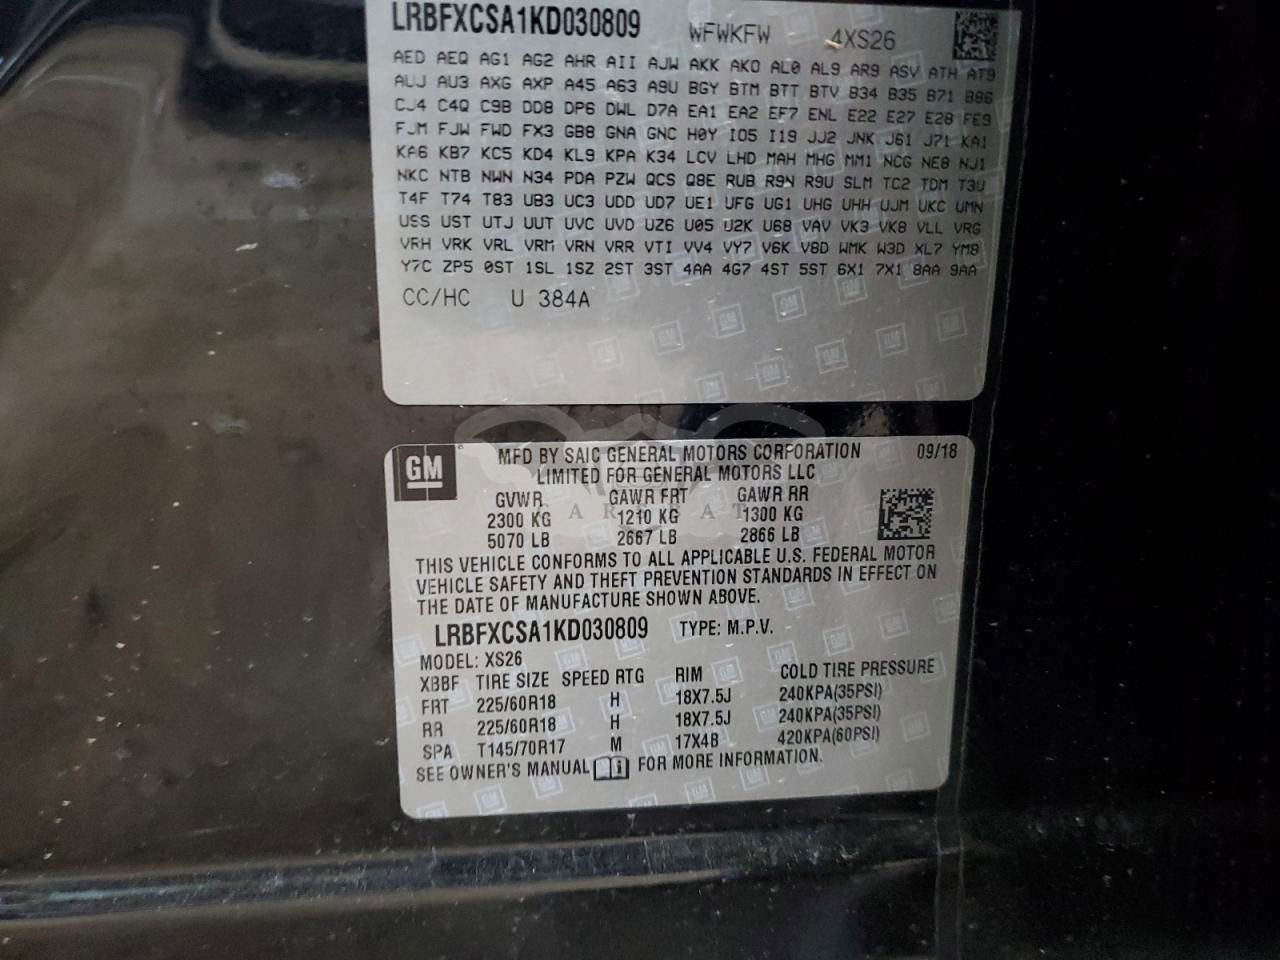 LRBFXCSA1KD030809 WFWKFW 4XS26
AED AEQ AG1 AG2 AHR AII AJW AKK AKO AL0 AL9 AR9 ASV ATH AT9
AUJ AU3 AXG AXP A45 A63 A9U BGY BTM BTT BTV B34 B35 B71 B86
CJ4 C4Q C9B DD8 DP6 DWL D7A EA1 EA2 EF7 ENL E22 E27 E28 FE9
FJM FJW FWD FX3 GB8 GNA GNC H0Y IO5 I19 JJ2 JNK J61 J71 KA1
KA6 KB7 KC5 KD4 KL9 KPA K34 LCV LHD MAH MHG MM1 NCG NE8 NJ1
NKC NTB NWN N34 PDA PZW QCS Q8E RUB R9N R9U SLM TC2 TDM T3U
T4F T74 T83 UB3 UC3 UDD UD7 UE1 UFG UG1 UHG UHH UJM UKC UMN
USS UST UTJ UUT UVC UVD UZ6 U05 U2K U68 VAV VK3 VK8 VLL VRG
VRH VRK VRL VRM VRN VRR VTI VV4 VY7 V6K V8D WMK W3D XL7 YM8
Y7C ZP5 0ST 1SL 1SZ 2ST 3ST 4AA 4G7 4ST 5ST 6X1 7X1 8AA 9AA
CC/HC U 384A
GM MFD BY SAIC GENERAL MOTORS CORPORATION 09/18
LIMITED FOR GENERAL MOTORS LLC
GVWR GAWR FRT GAWR RR
2300 KG 1210 KG 1300 KG
5070 LB 2667 LB 2866 LB
THIS VEHICLE CONFORMS TO ALL APPLICABLE U.S. FEDERAL MOTOR
VEHICLE SAFETY AND THEFT PREVENTION STANDARDS IN EFFECT ON
THE DATE OF MANUFACTURE SHOWN ABOVE.
LRBFXCSA1KD030809 TYPE: M.P.V.
MODEL: XS26
XBBF TIRE SIZE SPEED RTG RIM COLD TIRE PRESSURE
FRT 225/60R18 H 18X7.5J 240KPA(35PSI)
RR 225/60R18 H 18X7.5J 240KPA(35PSI)
SPA T145/70R17 M 17X4B 420KPA(60PSI)
SEE OWNER'S MANUAL FOR MORE INFORMATION.